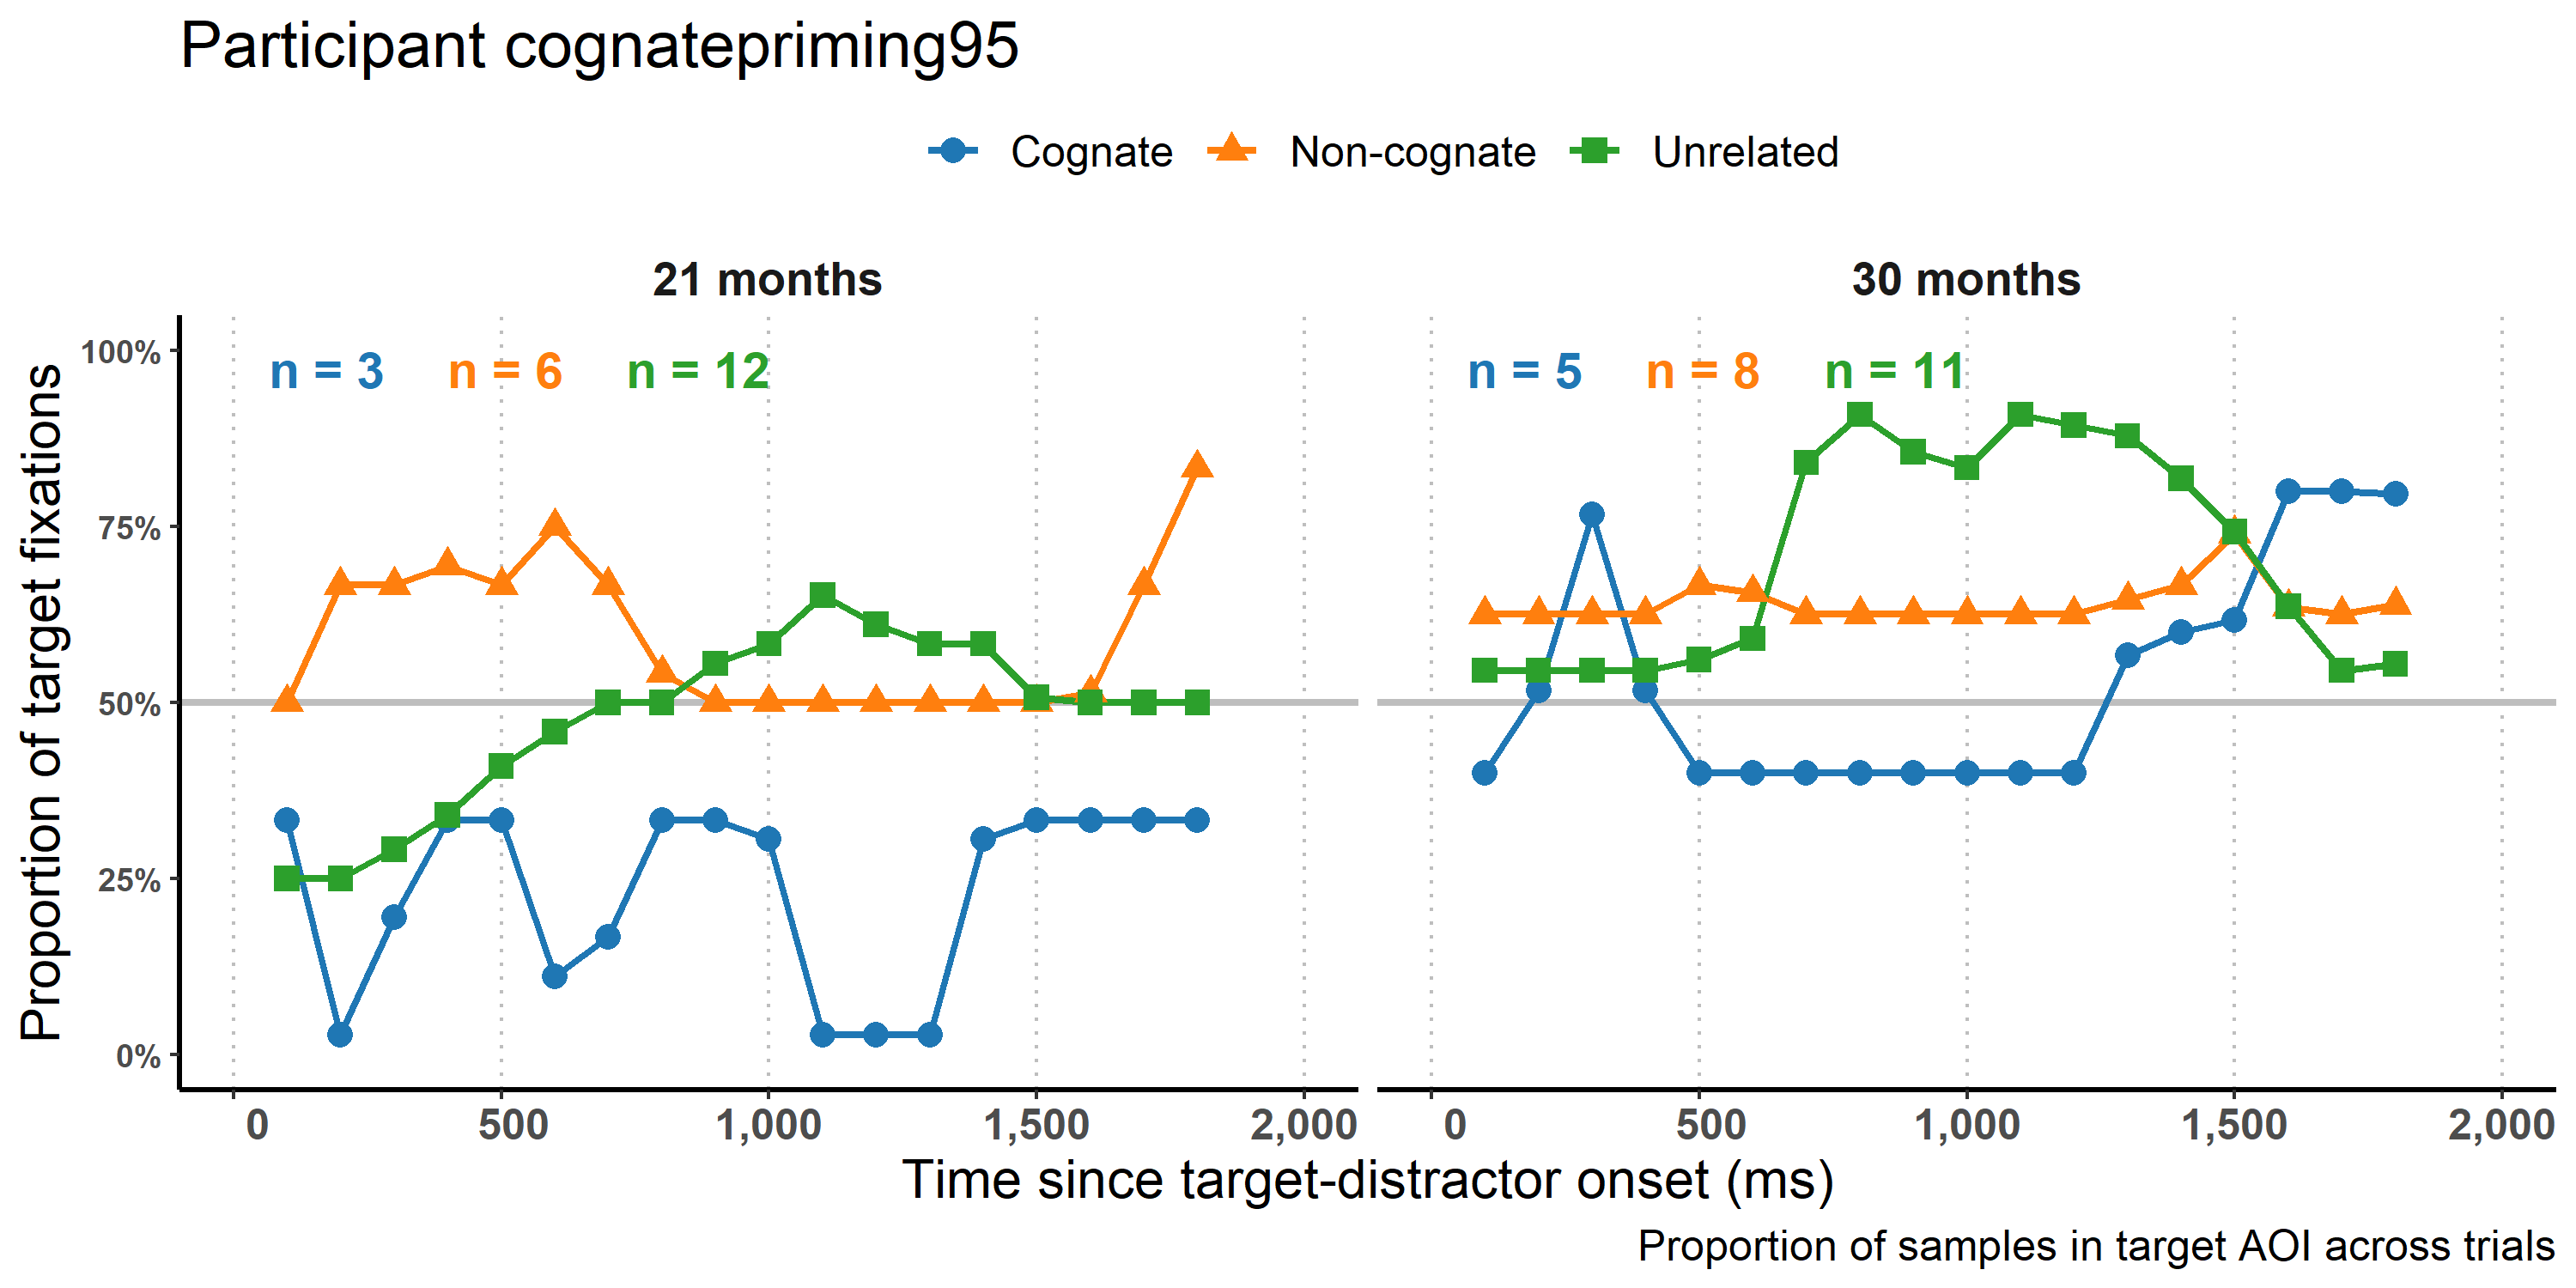 Participant cognatepriming95
Cognate Non-cognate Unrelated
21 months 30 months
Proportion of target fixations
100%
75%
50%
25%
0%
n = 3 n = 6 n = 12
n = 5 n = 8 n = 11
0 500 1,000 1,500 2,000
0 500 1,000 1,500 2,000
Time since target-distractor onset (ms)
Proportion of samples in target AOI across trials